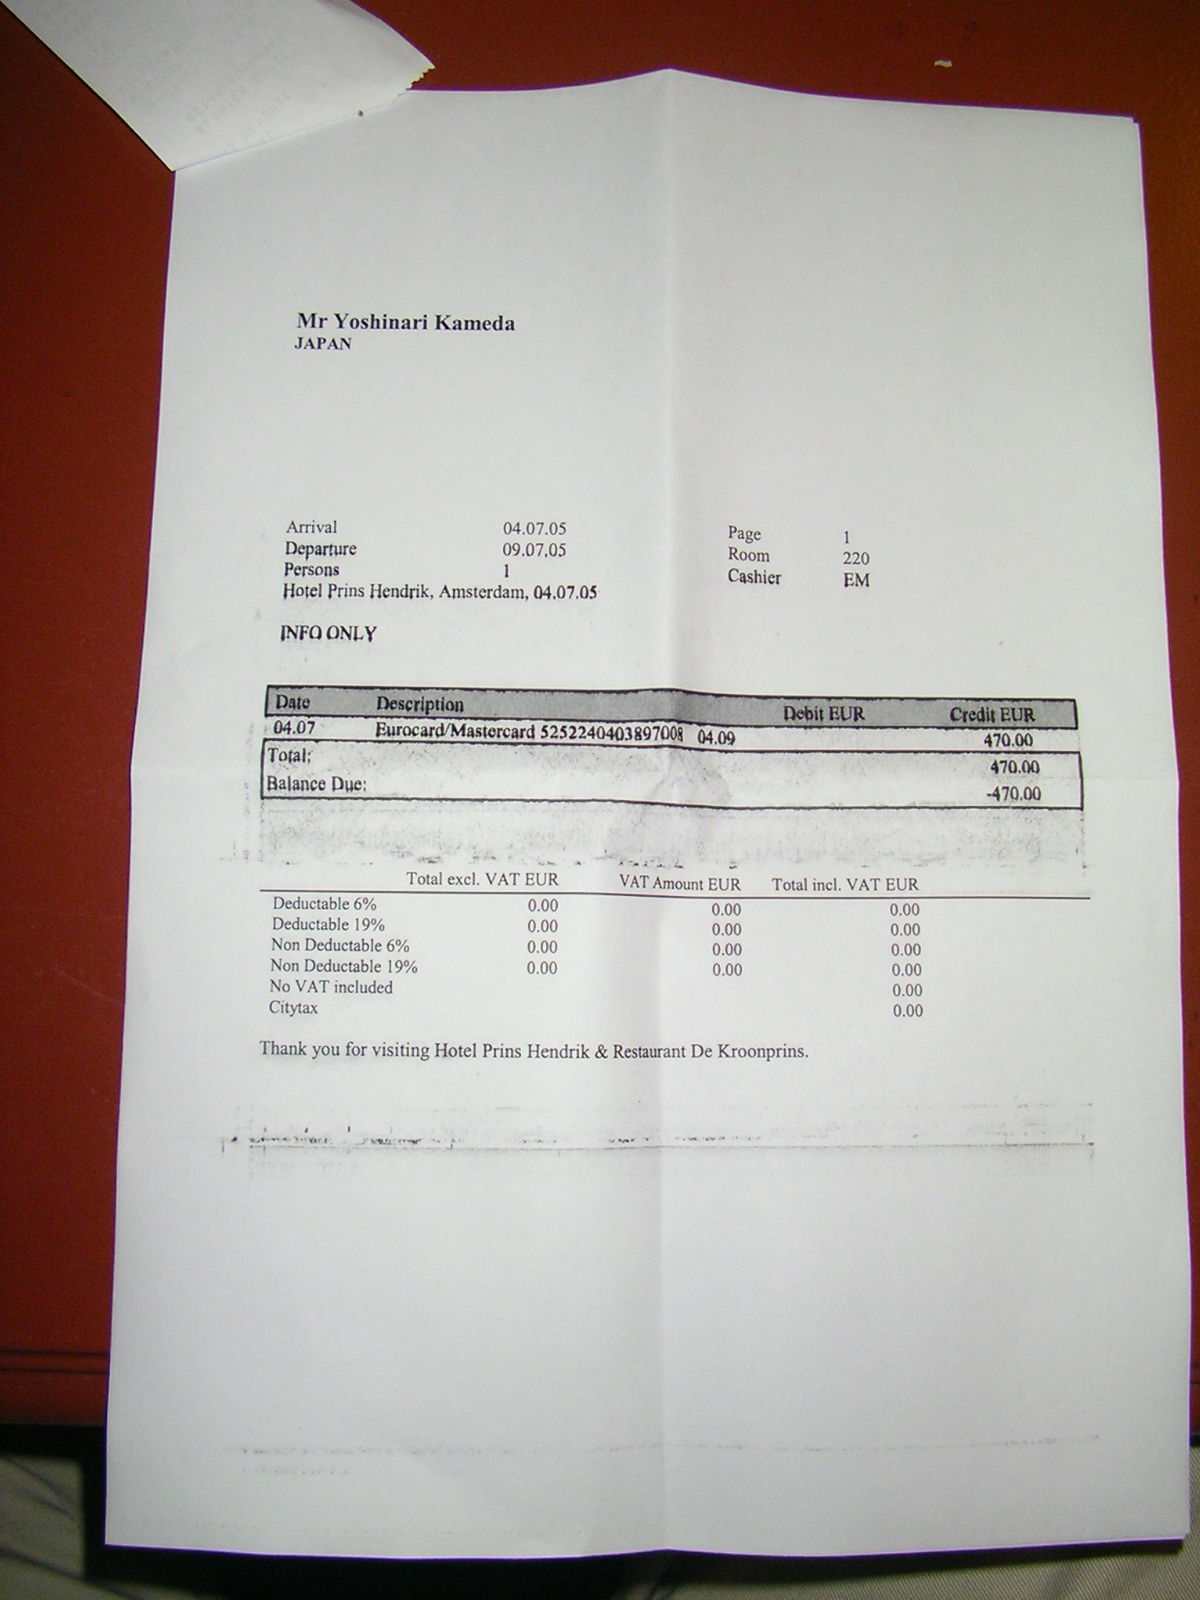 Mr Yoshinari Kameda
JAPAN
Arrival 04.07.05
Departure 09.07.05
Persons 1
Hotel Prins Hendrik, Amsterdam, 04.07.05
Page 1
Room 220
Cashier EM
INFO ONLY
Date Description Debit EUR Credit EUR
04.07 Eurocard/Mastercard 5252240403897008 04.09 470.00
Total: 470.00
Balance Due: -470.00
Total excl. VAT EUR VAT Amount EUR Total incl. VAT EUR
Deductable 6% 0.00 0.00 0.00
Deductable 19% 0.00 0.00 0.00
Non Deductable 6% 0.00 0.00 0.00
Non Deductable 19% 0.00 0.00 0.00
No VAT included 0.00
Citytax 0.00
Thank you for visiting Hotel Prins Hendrik & Restaurant De Kroonprins.